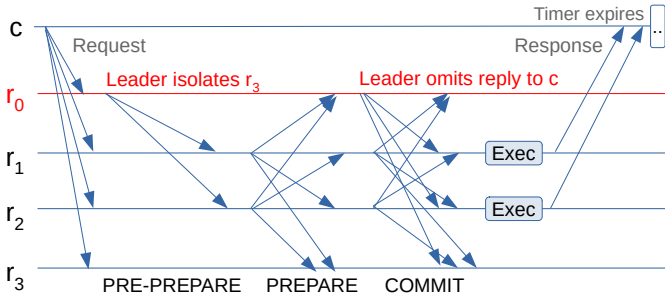 Timer expires
c
...
Request
Response
Leader isolates r3
Leader omits reply to c
r0
r1
Exec
r2
Exec
r3
PRE-PREPARE PREPARE COMMIT